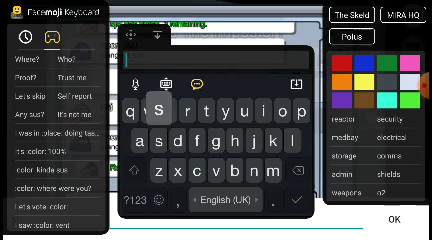 Facemoji Keyboard
Where? Who?
Proof? Trust me
Let's skip Self report
Any sus? It's not me
I was in place: doing tas..
it's :color: 100%
:color: kinda sus
:color: where were you?
Let's vote :color:
I saw :color: vent
s
q w r t y u i o p
a s d f g h j k l
z x c v b n m
?123 , English (UK) .
The Skeld MIRA HQ
Polus
reactor security
medbay electrical
storage comms
admin shields
weapons o2
OK